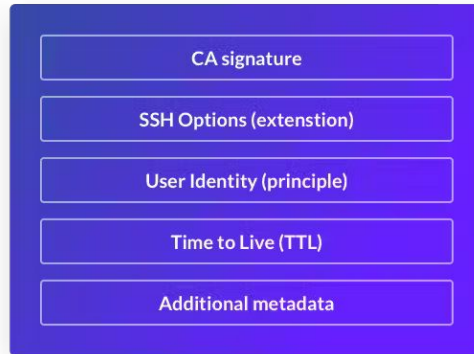 CA signature
SSH Options (extenstion)
User Identity (principle)
Time to Live (TTL)
Additional metadata